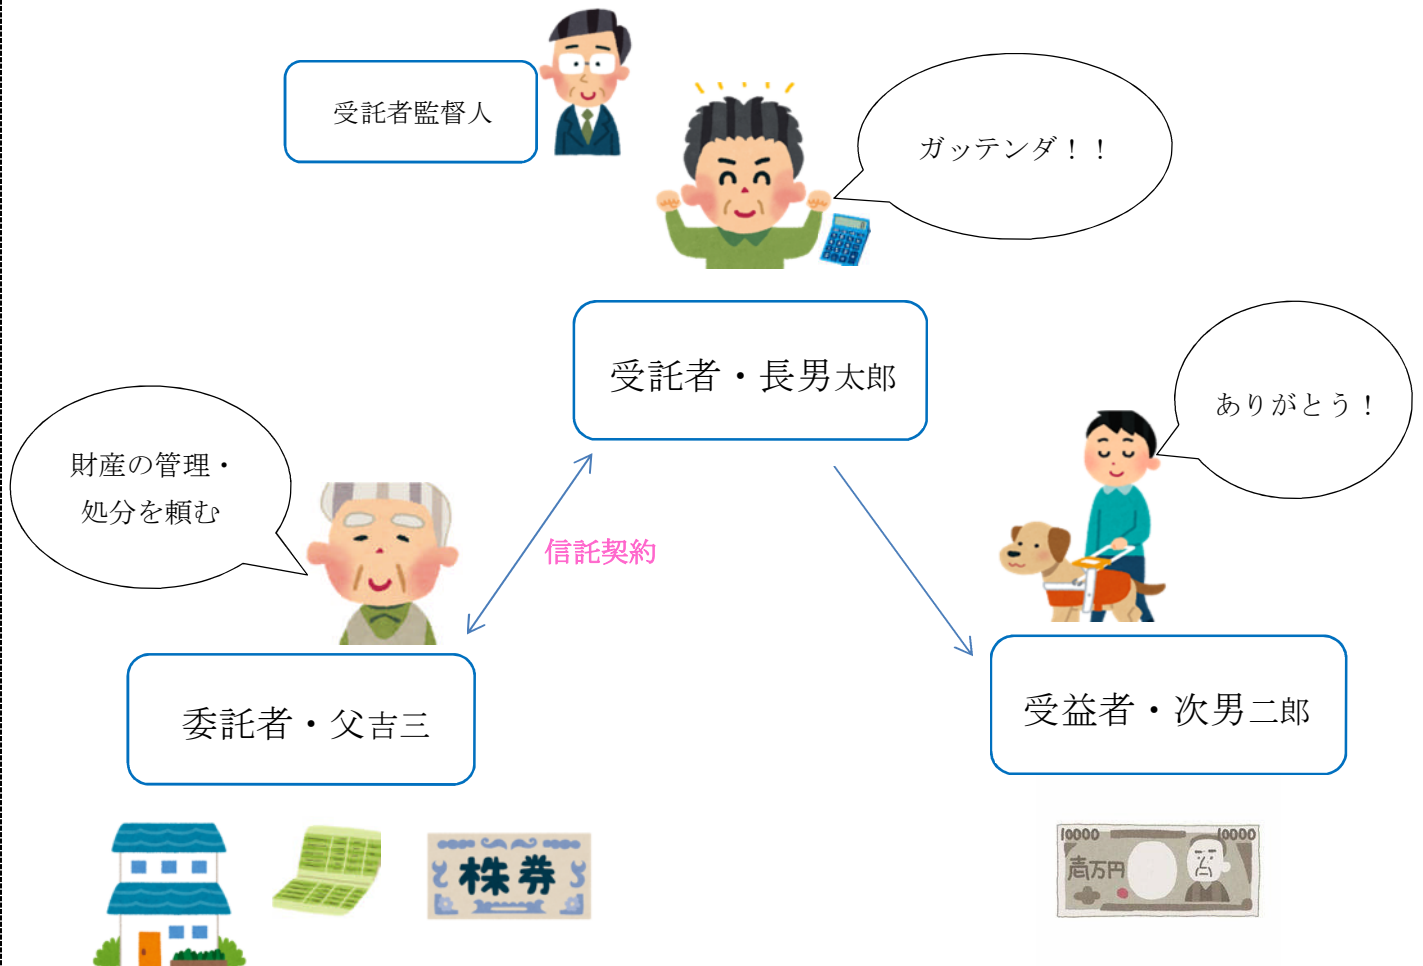 受託者監督人
ガッテンダ！！
受託者・長男太郎
ありがとう！
財産の管理・
処分を頼む
信託契約
委託者・父吉三
受益者・次男二郎
株券
10000 10000
壱万円